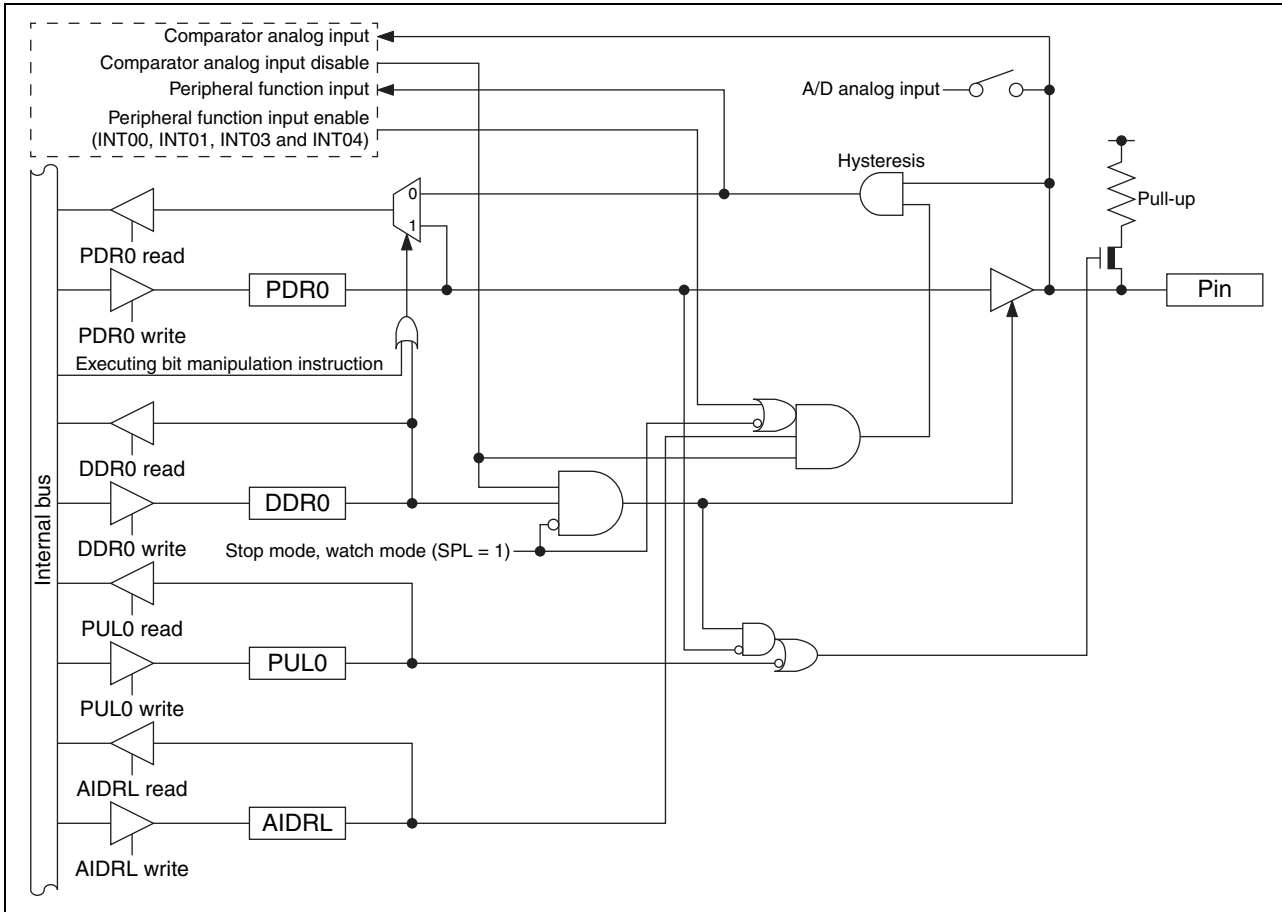 Comparator analog input
Comparator analog input disable
Peripheral function input
A/D analog input
Peripheral function input enable
(INT00, INT01, INT03 and INT04)
Hysteresis
0
Pull-up
1
PDR0 read
PDR0
Pin
PDR0 write
Executing bit manipulation instruction
DDR0 read
DDR0
Stop mode, watch mode (SPL = 1)
DDR0 write
Internal bus
PUL0 read
PUL0
PUL0 write
AIDRL read
AIDRL
AIDRL write